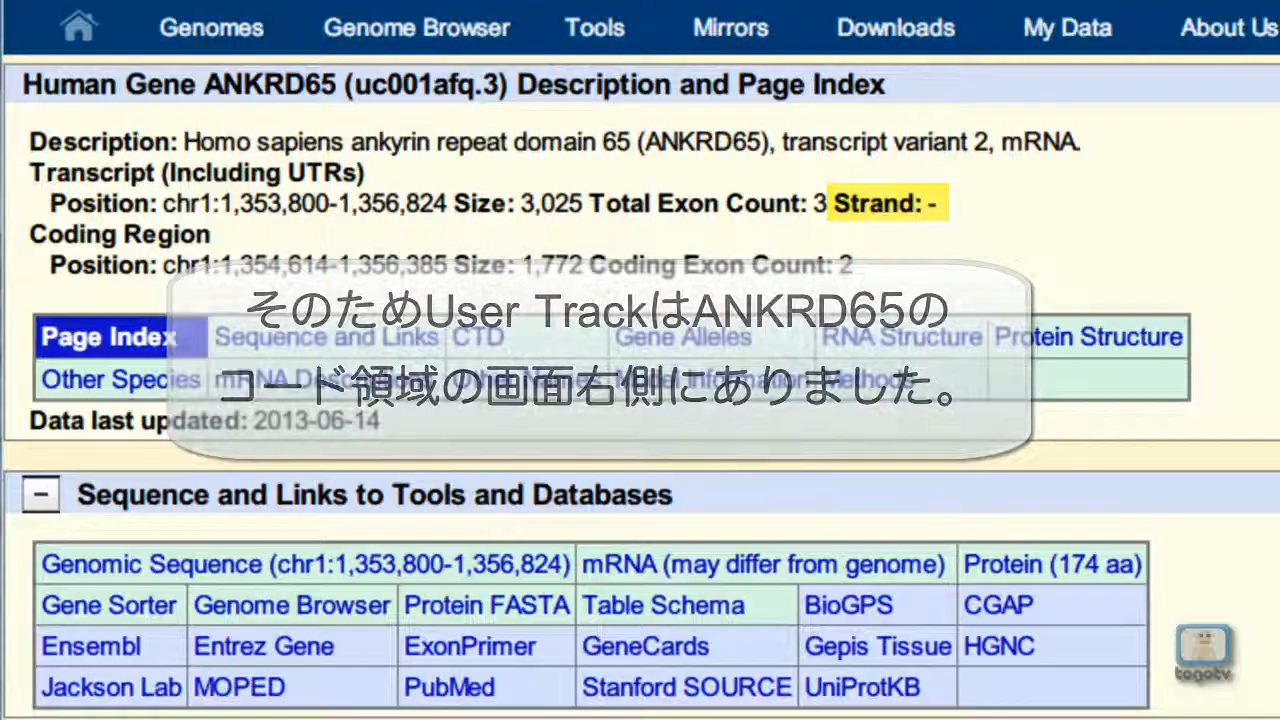 Genomes Genome Browser Tools Mirrors Downloads My Data About Us
Human Gene ANKRD65 (uc001afq.3) Description and Page Index
Description: Homo sapiens ankyrin repeat domain 65 (ANKRD65), transcript variant 2, mRNA.
Transcript (Including UTRs)
Position: chr1:1,353,800-1,356,824 Size: 3,025 Total Exon Count: 3 Strand: -
Coding Region
Position: chr1:1,354,614-1,356,385 Size: 1,772 Coding Exon Count: 2
そのためUser TrackはANKRD65の
コード領域の画面右側にありました。
Page Index Sequence and Links CTD Gene Alleles RNA Structure Protein Structure
Other Species mRNA Descriptions Other Names Model Information Methods
Data last updated: 2013-06-14
− Sequence and Links to Tools and Databases
Genomic Sequence (chr1:1,353,800-1,356,824) mRNA (may differ from genome) Protein (174 aa)
Gene Sorter Genome Browser Protein FASTA Table Schema BioGPS CGAP
Ensembl Entrez Gene ExonPrimer GeneCards Gepis Tissue HGNC
Jackson Lab MOPED PubMed Stanford SOURCE UniProtKB
togotv